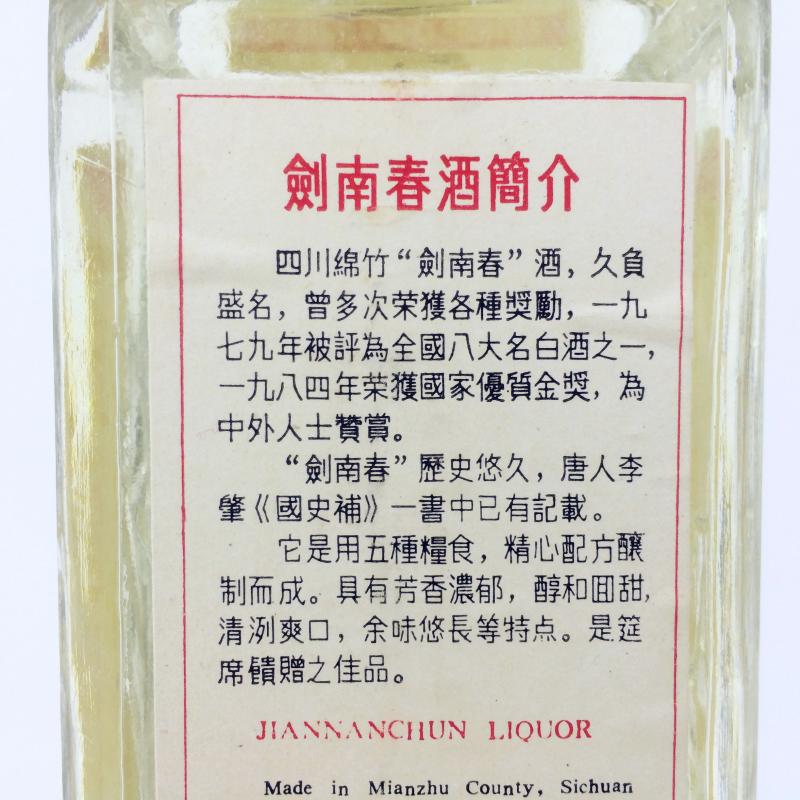 劍南春酒簡介
四川綿竹“劍南春”酒，久負
盛名，曾多次荣獲各種獎勵，一九
七九年被評為全國八大名白酒之一，
一九八四年荣獲國家優質金獎，為
中外人士贊賞。
“劍南春”歷史悠久，唐人李
肇《國史補》一書中已有記載。
它是用五種糧食，精心配方釀
制而成。具有芳香濃郁，醇和囬甜，
清洌爽口，余味悠長等特点。是筵
席饋贈之佳品。
JIANNANCHUN LIQUOR
Made in Mianzhu County, Sichuan